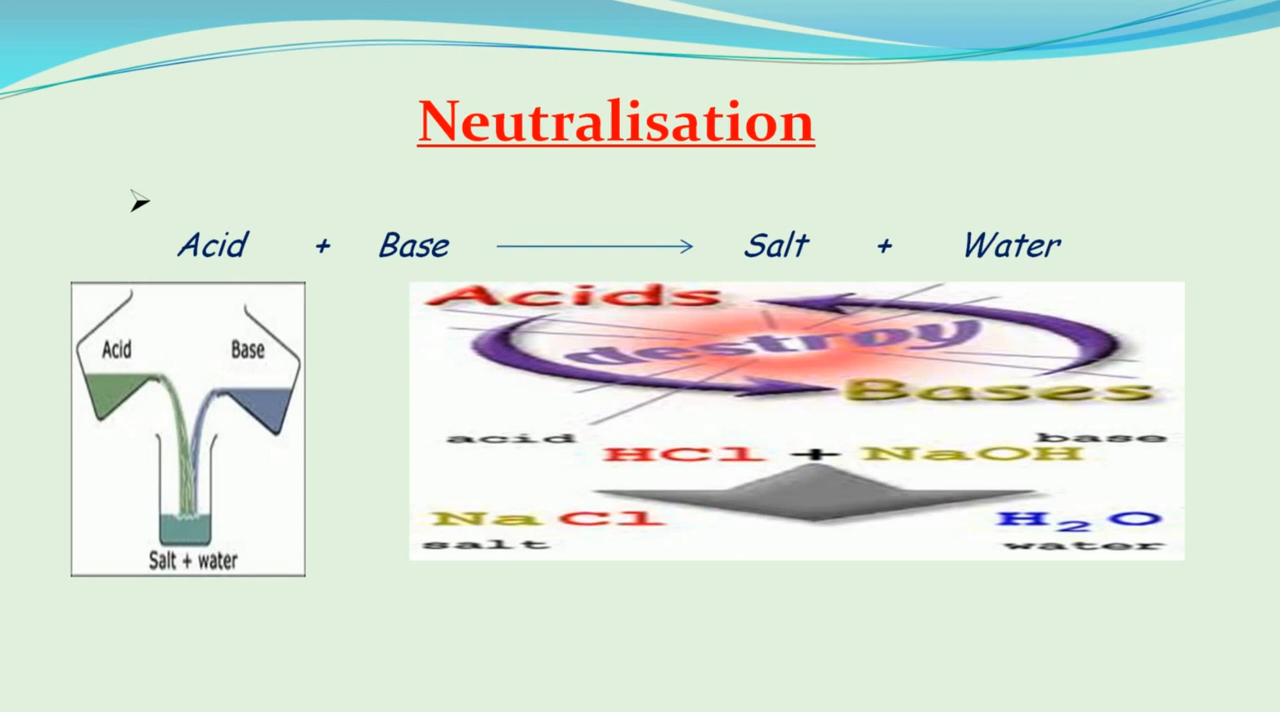 Neutralisation
Acid + Base Salt + Water
Acid Base
Salt + water
Acids
destroy
Bases
acid base
HCl + NaOH
NaCl H₂O
salt water